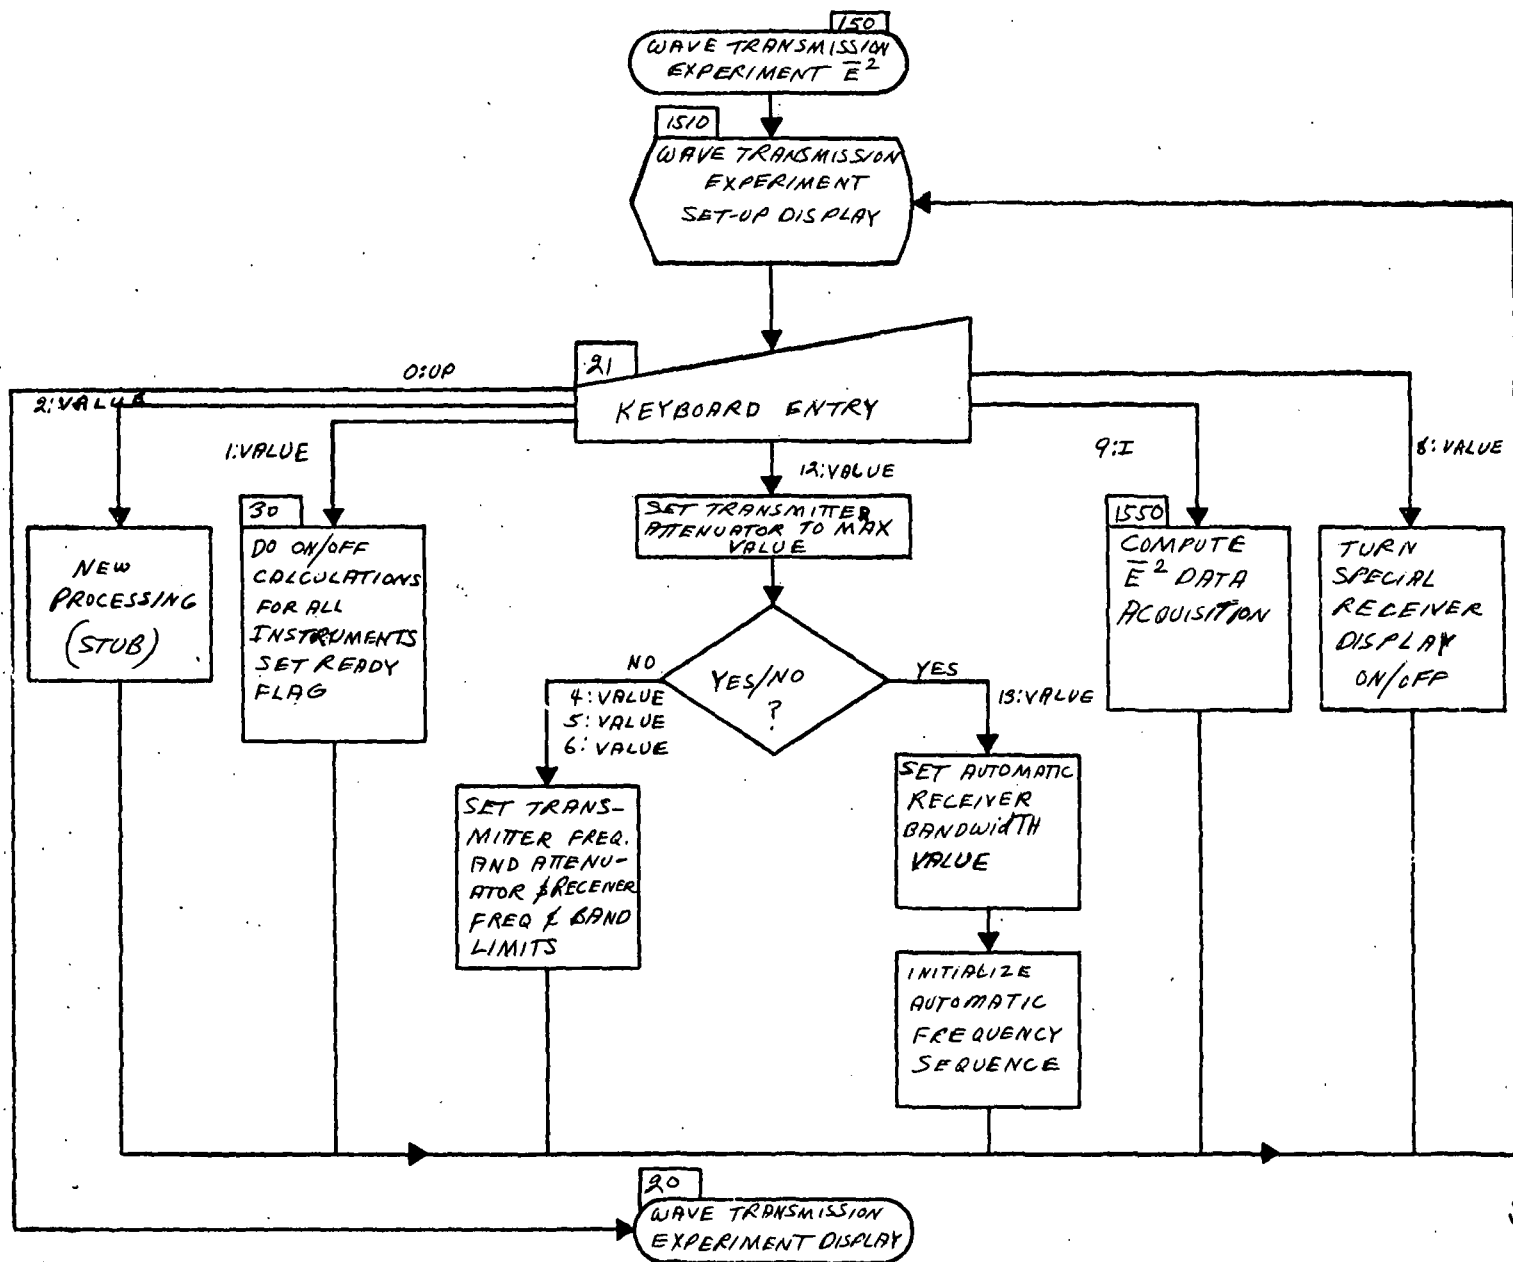 150
WAVE TRANSMISSION
EXPERIMENT E̅²
1510
WAVE TRANSMISSION
EXPERIMENT
SET-UP DISPLAY
21
KEYBOARD ENTRY
0:UP
2:VALUE
1:VALUE
12:VALUE
9:I
8:VALUE
NEW
PROCESSING
(STUB)
30
DO ON/OFF
CALCULATIONS
FOR ALL
INSTRUMENTS
SET READY
FLAG
SET TRANSMITTER
ATTENUATOR TO MAX
VALUE
1550
COMPUTE
E̅² DATA
ACQUISITION
TURN
SPECIAL
RECEIVER
DISPLAY
ON/OFF
YES/NO
?
NO
4:VALUE
5:VALUE
6:VALUE
YES
13:VALUE
SET TRANS-
MITTER FREQ.
AND ATTENU-
ATOR & RECENER
FREQ & BAND
LIMITS
SET AUTOMATIC
RECEIVER
BANDWIDTH
VALUE
INITIALIZE
AUTOMATIC
FREQUENCY
SEQUENCE
20
WAVE TRANSMISSION
EXPERIMENT DISPLAY